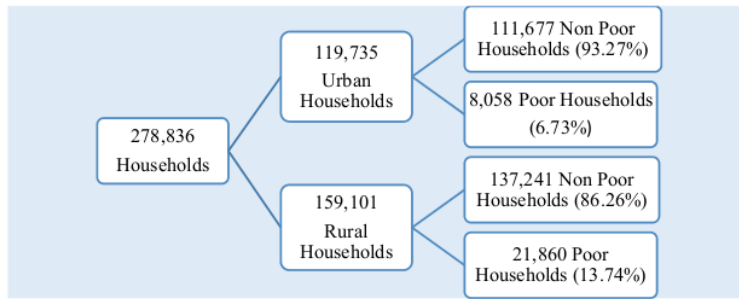 278,836
Households
119,735
Urban
Households
111,677 Non Poor
Households (93.27%)
8,058 Poor Households
(6.73%)
159,101
Rural
Households
137,241 Non Poor
Households (86.26%)
21,860 Poor
Households (13.74%)